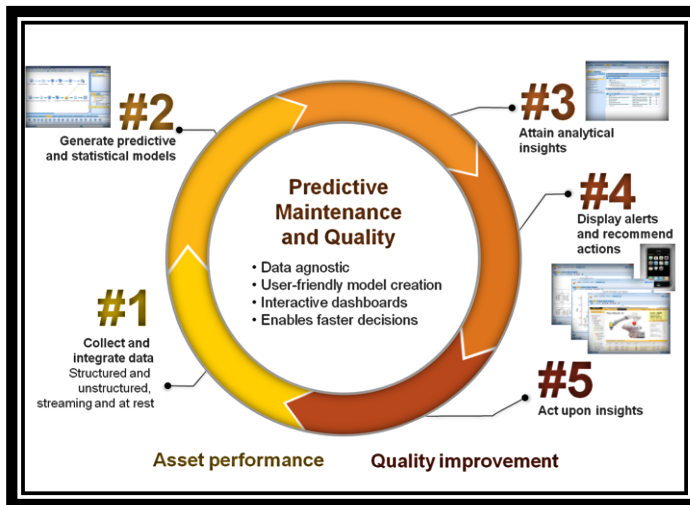 #2
Generate predictive
and statistical models
#3
Attain analytical
insights
Predictive
Maintenance
and Quality
• Data agnostic
• User-friendly model creation
• Interactive dashboards
• Enables faster decisions
#4
Display alerts
and recommend
actions
#1
Collect and
integrate data
Structured and
unstructured,
streaming and at rest
#5
Act upon insights
Asset performance
Quality improvement